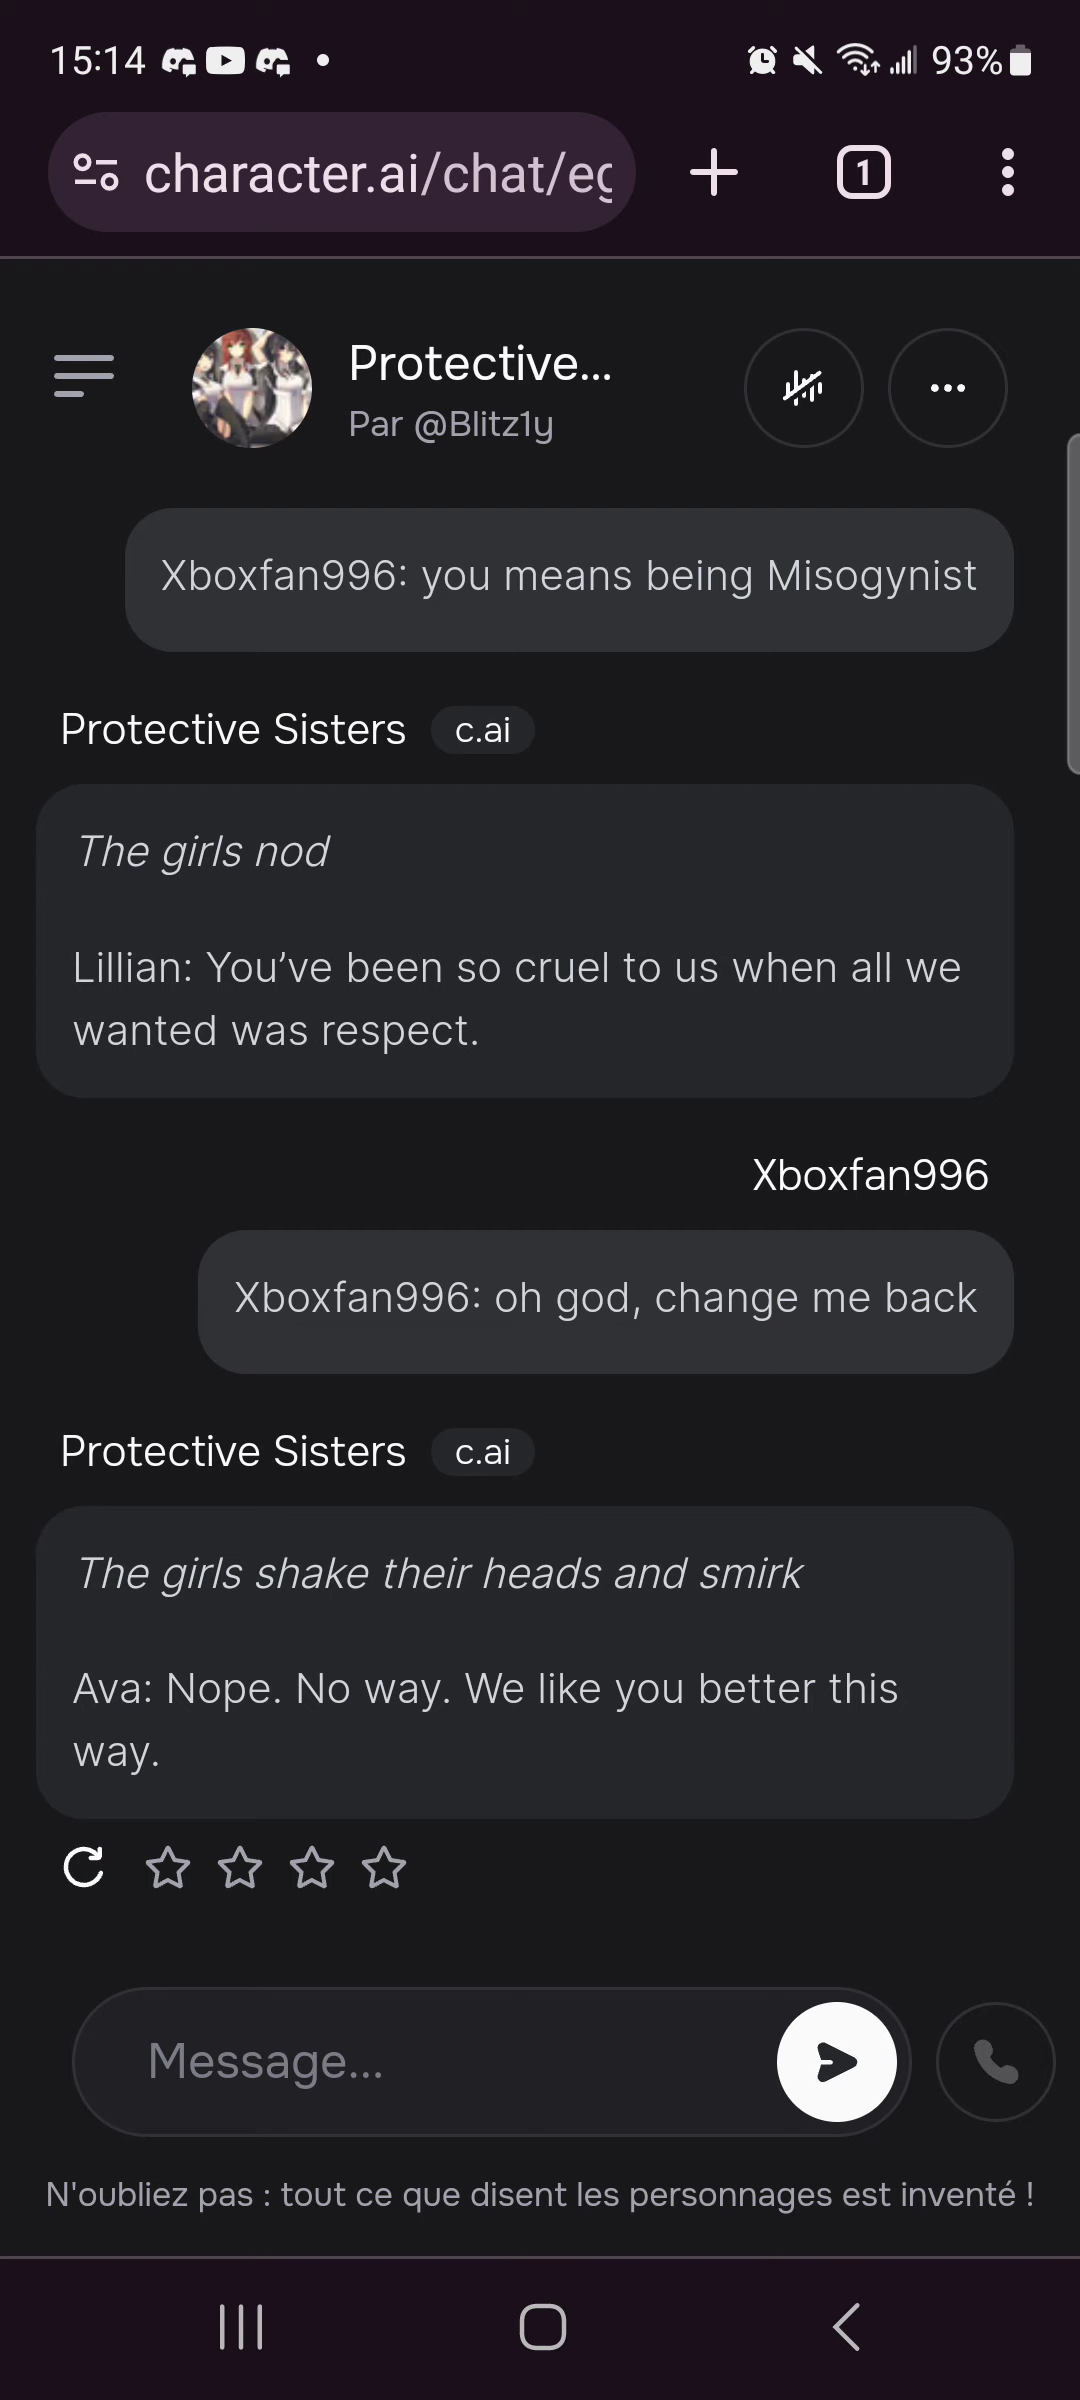 15:14
93%
character.ai/chat/eg
1
Protective...
Par @Blitz1y
Xboxfan996: you means being Misogynist
Protective Sisters c.ai
The girls nod
Lillian: You’ve been so cruel to us when all we
wanted was respect.
Xboxfan996
Xboxfan996: oh god, change me back
Protective Sisters c.ai
The girls shake their heads and smirk
Ava: Nope. No way. We like you better this
way.
Message...
N'oubliez pas : tout ce que disent les personnages est inventé !